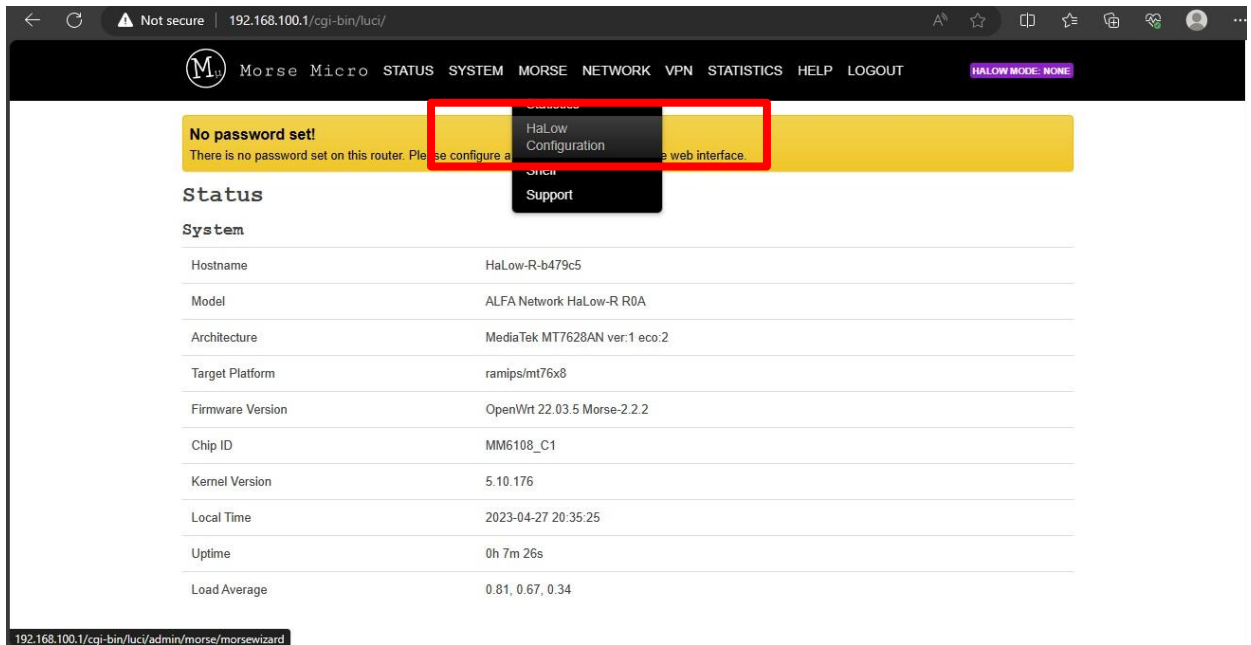 Not secure | 192.168.100.1/cgi-bin/luci/
Mμ Morse Micro STATUS SYSTEM MORSE NETWORK VPN STATISTICS HELP LOGOUT HALOW MODE: NONE
Statistics
No password set!
HaLow
Configuration
There is no password set on this router. Please configure a e web interface.
Shell
Support
Status
System
Hostname HaLow-R-b479c5
Model ALFA Network HaLow-R R0A
Architecture MediaTek MT7628AN ver:1 eco:2
Target Platform ramips/mt76x8
Firmware Version OpenWrt 22.03.5 Morse-2.2.2
Chip ID MM6108_C1
Kernel Version 5.10.176
Local Time 2023-04-27 20:35:25
Uptime 0h 7m 26s
Load Average 0.81, 0.67, 0.34
192.168.100.1/cgi-bin/luci/admin/morse/morsewizard